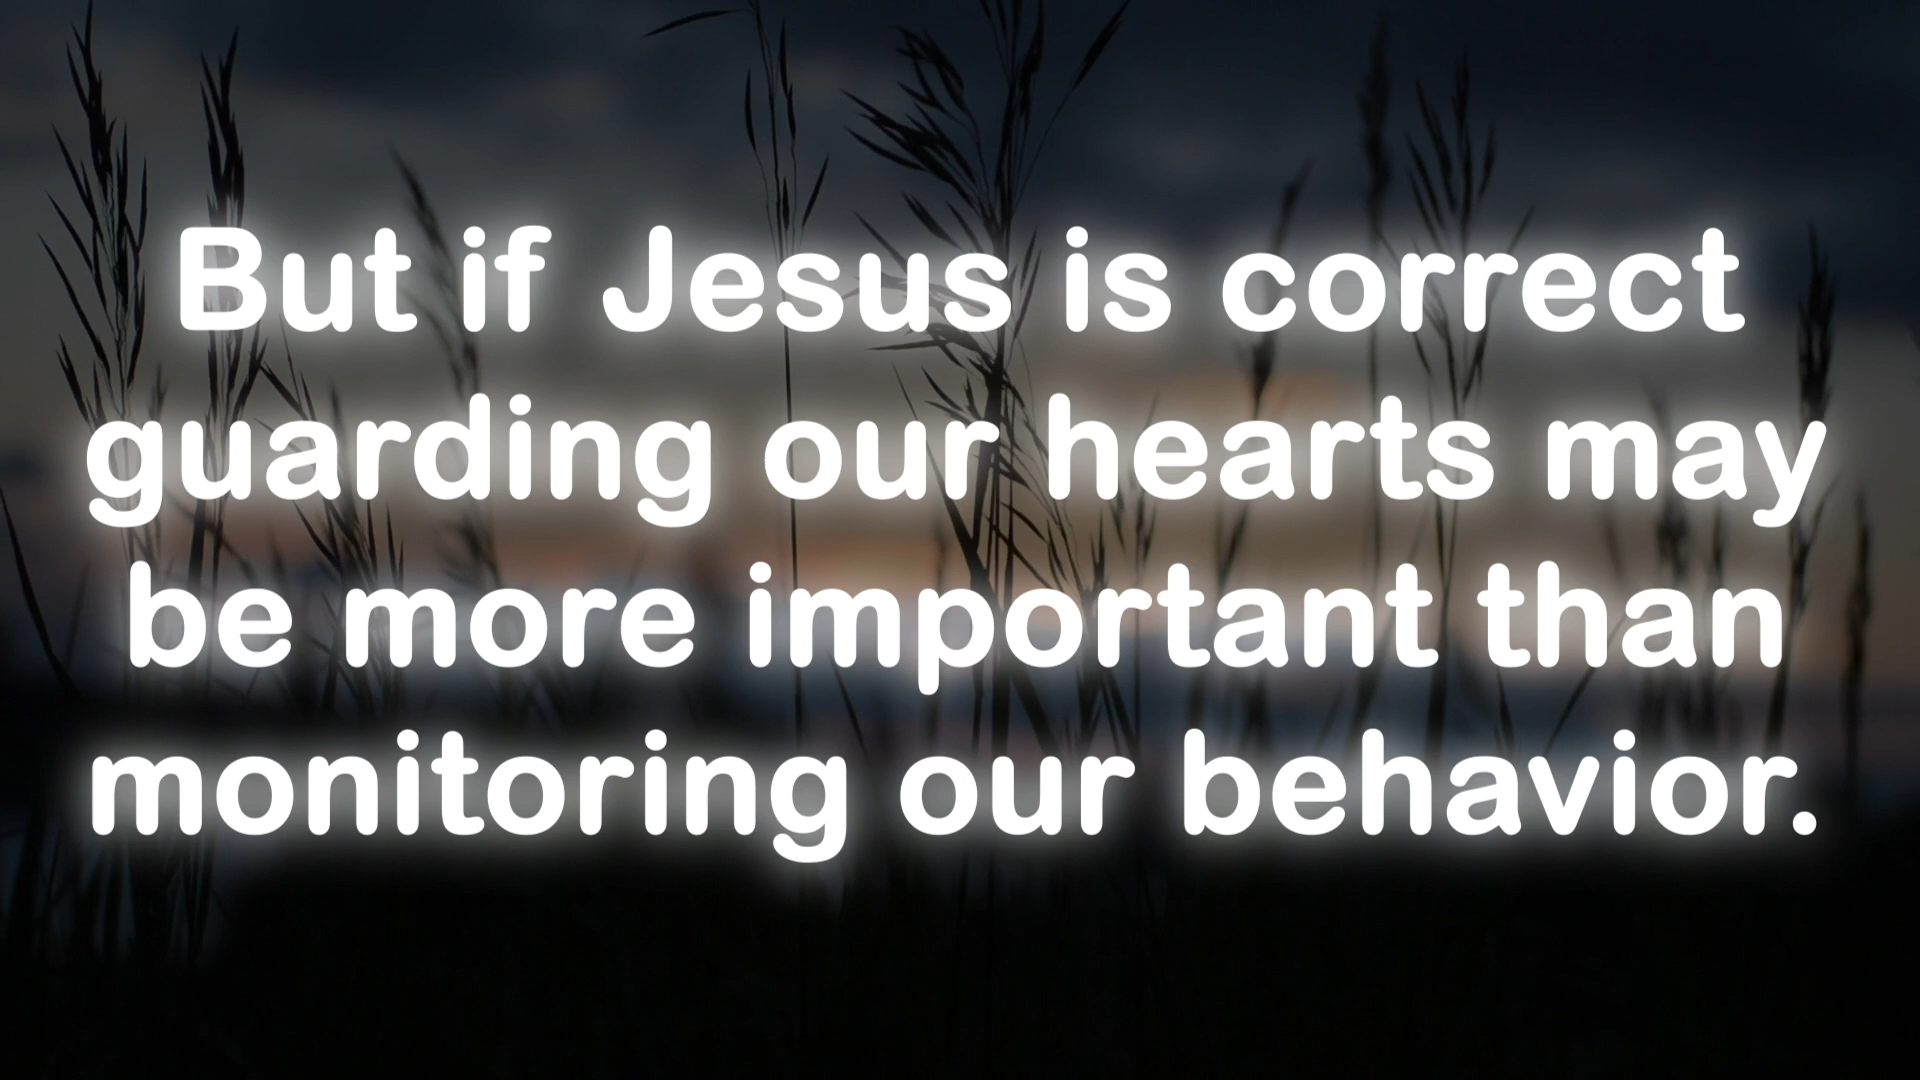 But if Jesus is correct
guarding our hearts may
be more important than
monitoring our behavior.